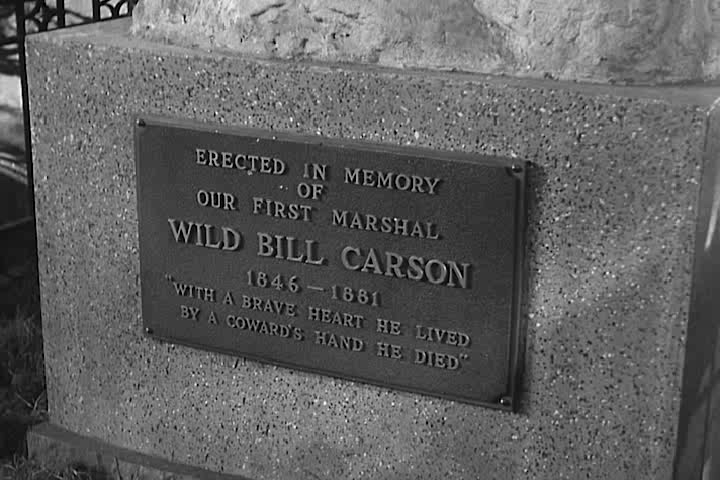 ERECTED IN MEMORY
OF
OUR FIRST MARSHAL
WILD BILL CARSON
1846 – 1881
"WITH A BRAVE HEART HE LIVED
BY A COWARD'S HAND HE DIED"